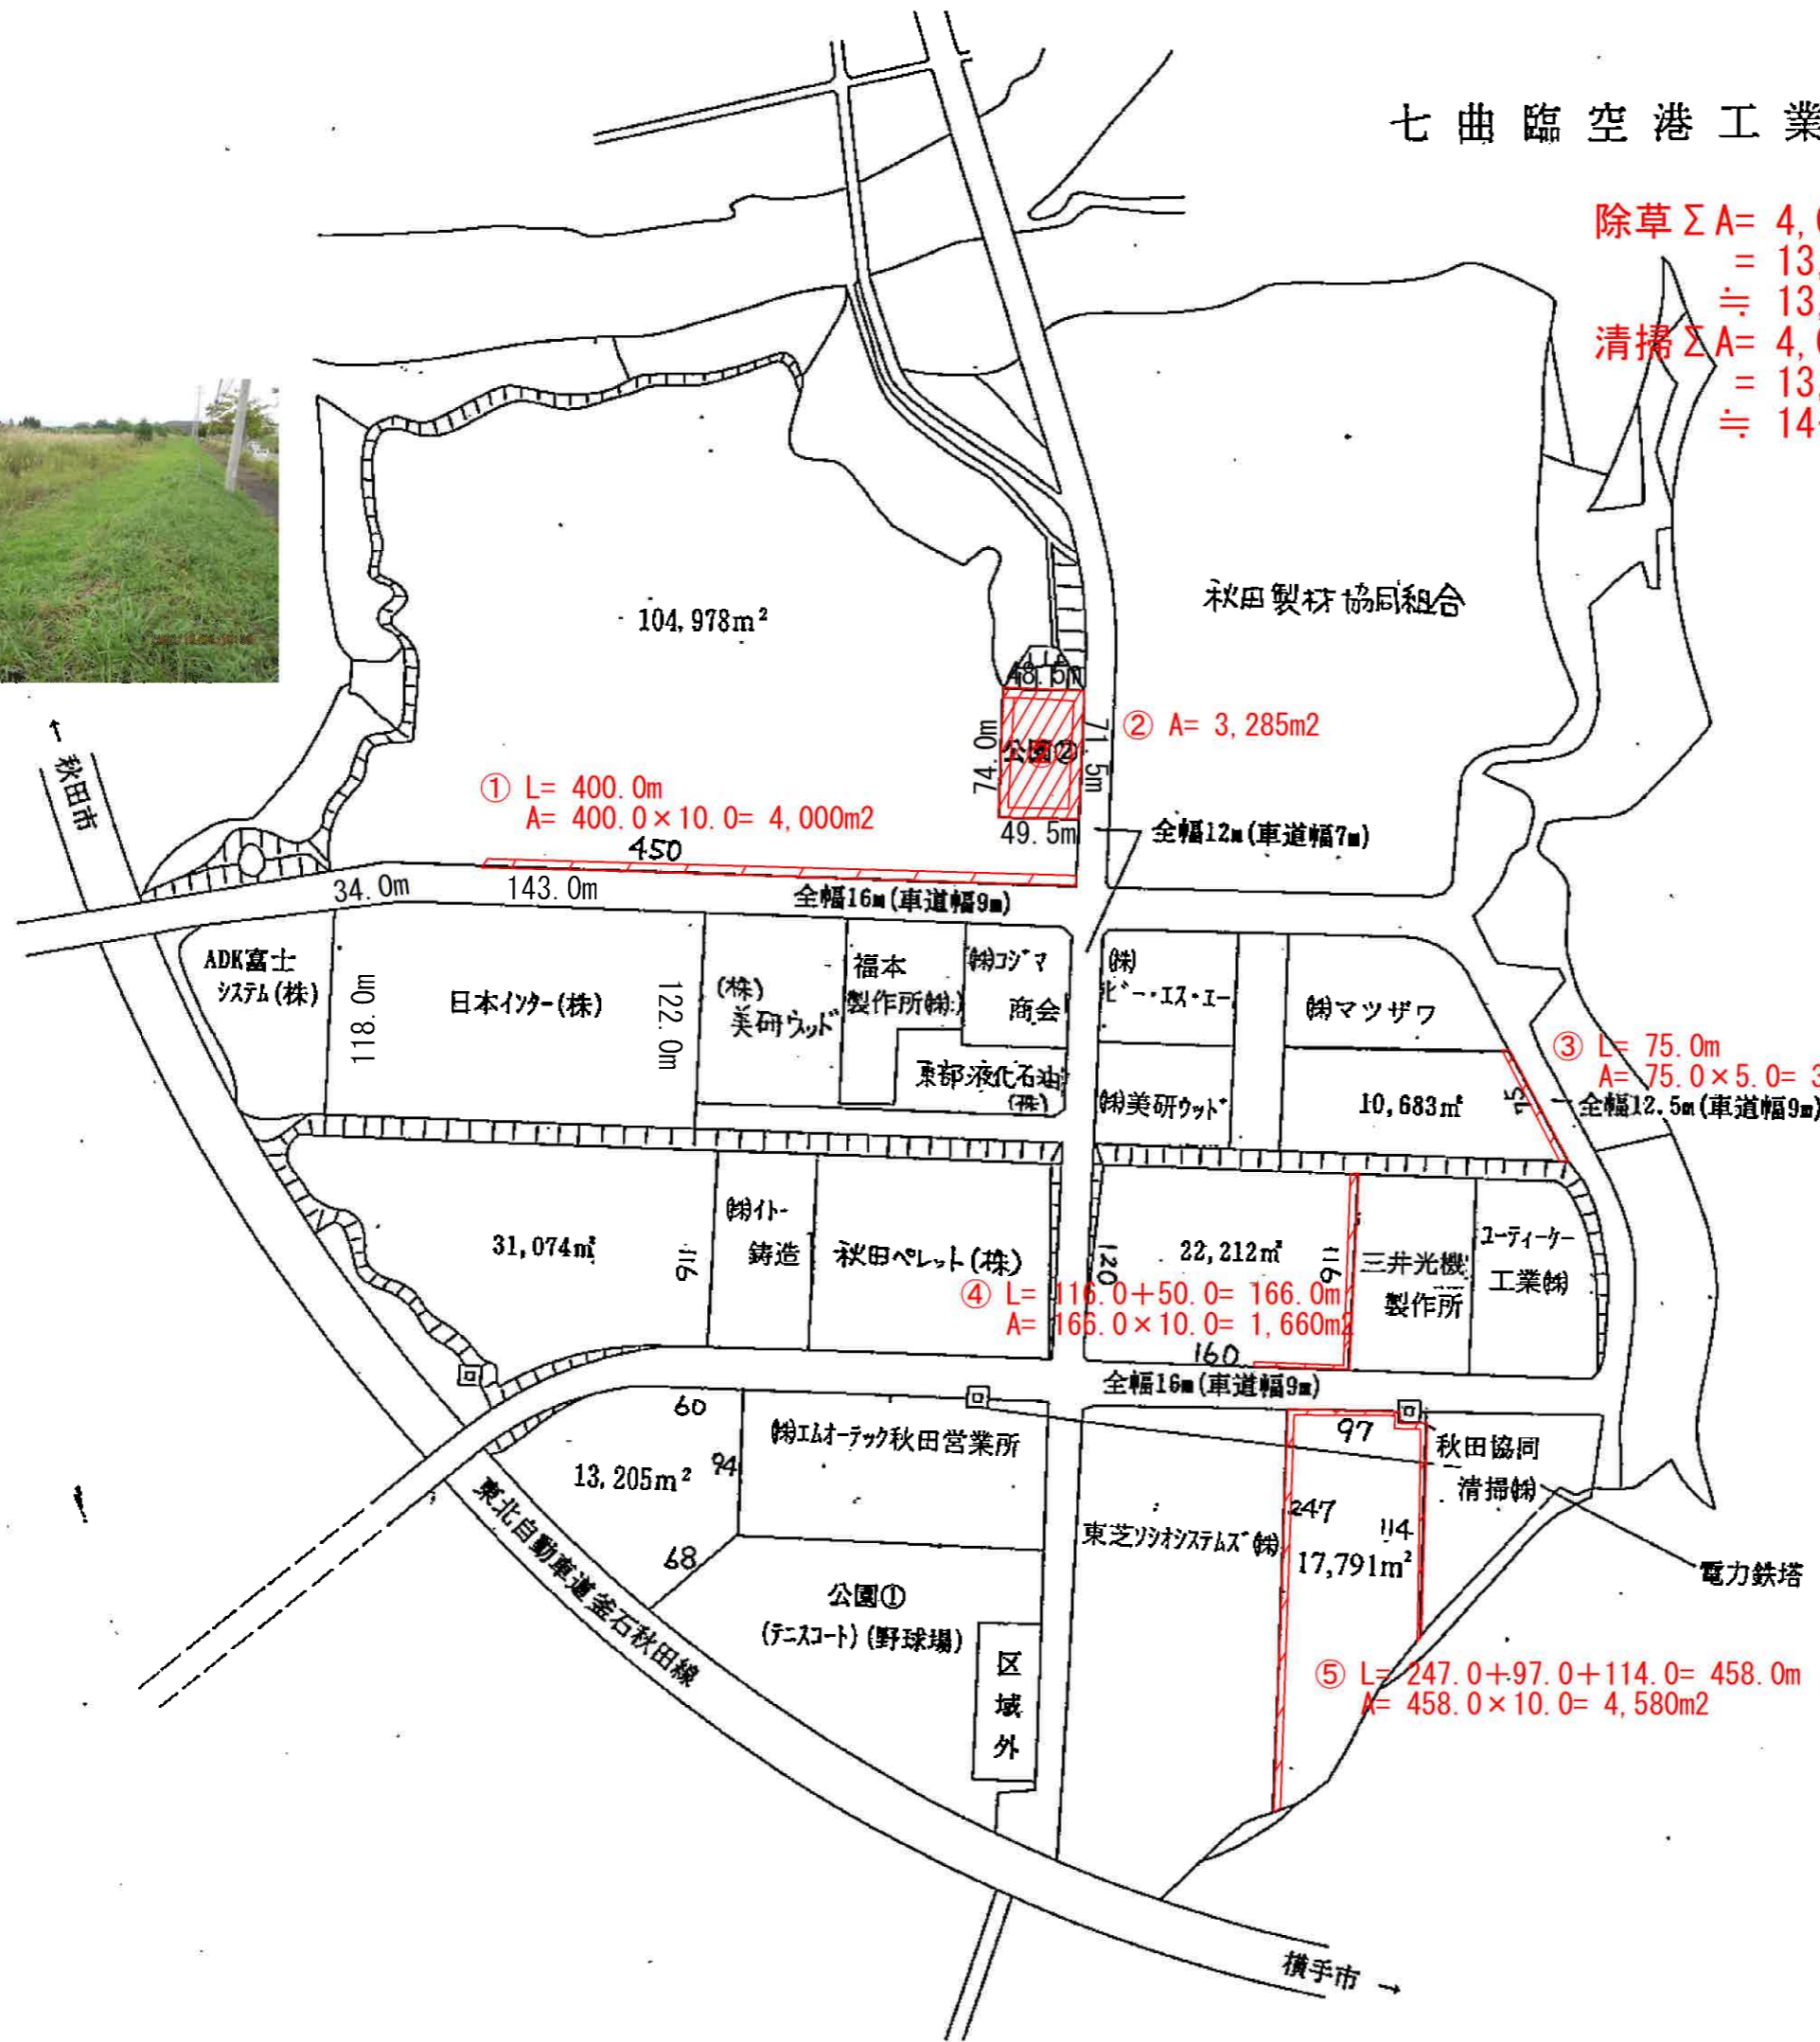 七曲臨空港工業
除草ΣA= 4,
= 13,
≒ 13,
清掃ΣA= 4,
= 13,
≒ 14
104,978m²
秋田製材協同組合
48.5m
74.0m
公園②
71.5m
② A= 3,285m2
49.5m
← 秋田市
① L= 400.0m
A= 400.0×10.0= 4,000m2
450
全幅12m(車道幅7m)
34.0m
143.0m
全幅16m(車道幅9m)
ADK富士
システム(株)
118.0m
日本インター(株)
122.0m
(株)
美研ウッド
福本
製作所(株)
(株)コジマ
商会
東部液化石油
(株)
(株)
ビー・エス・エー
(株)マツザワ
(株)美研ウッド
10,683㎡
75
③ L= 75.0m
A= 75.0×5.0= 3
全幅12.5m(車道幅9m)
31,074㎡
116
(株)イトー
鋳造
秋田ペレット(株)
120
22,212㎡
116
三井光機
製作所
ユーティーケー
工業(株)
④ L= 116.0+50.0= 166.0m
A= 166.0×10.0= 1,660m2
160
全幅16m(車道幅9m)
60
13,205m²
94
68
(株)エムオーテック秋田営業所
97
秋田協同
清掃(株)
東芝ソシオシステムズ(株)
247
114
17,791m²
電力鉄塔
東北自動車道釜石秋田線
公園①
(テニスコート)(野球場)
区
域
外
⑤ L= 247.0+97.0+114.0= 458.0m
A= 458.0×10.0= 4,580m2
横手市 →